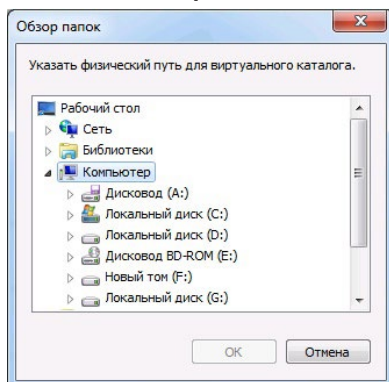 Обзор папок
Указать физический путь для виртуального каталога.
Рабочий стол
Сеть
Библиотеки
Компьютер
Дисковод (A:)
Локальный диск (C:)
Локальный диск (D:)
Дисковод BD-ROM (E:)
Новый том (F:)
Локальный диск (G:)
ОК
Отмена